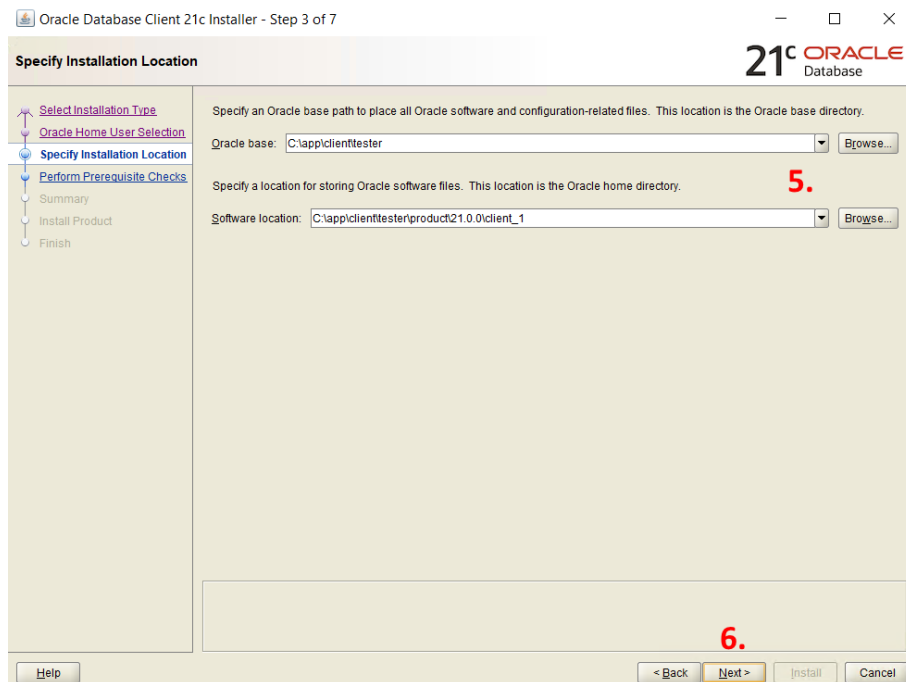 Oracle Database Client 21c Installer - Step 3 of 7
Specify Installation Location
21c ORACLE
Database
Select Installation Type
Oracle Home User Selection
Specify Installation Location
Perform Prerequisite Checks
Summary
Install Product
Finish
Specify an Oracle base path to place all Oracle software and configuration-related files. This location is the Oracle base directory.
Oracle base: C:\app\client\tester Browse...
5.
Specify a location for storing Oracle software files. This location is the Oracle home directory.
Software location: C:\app\client\tester\product\21.0.0\client_1 Browse...
6.
Help < Back Next > Install Cancel